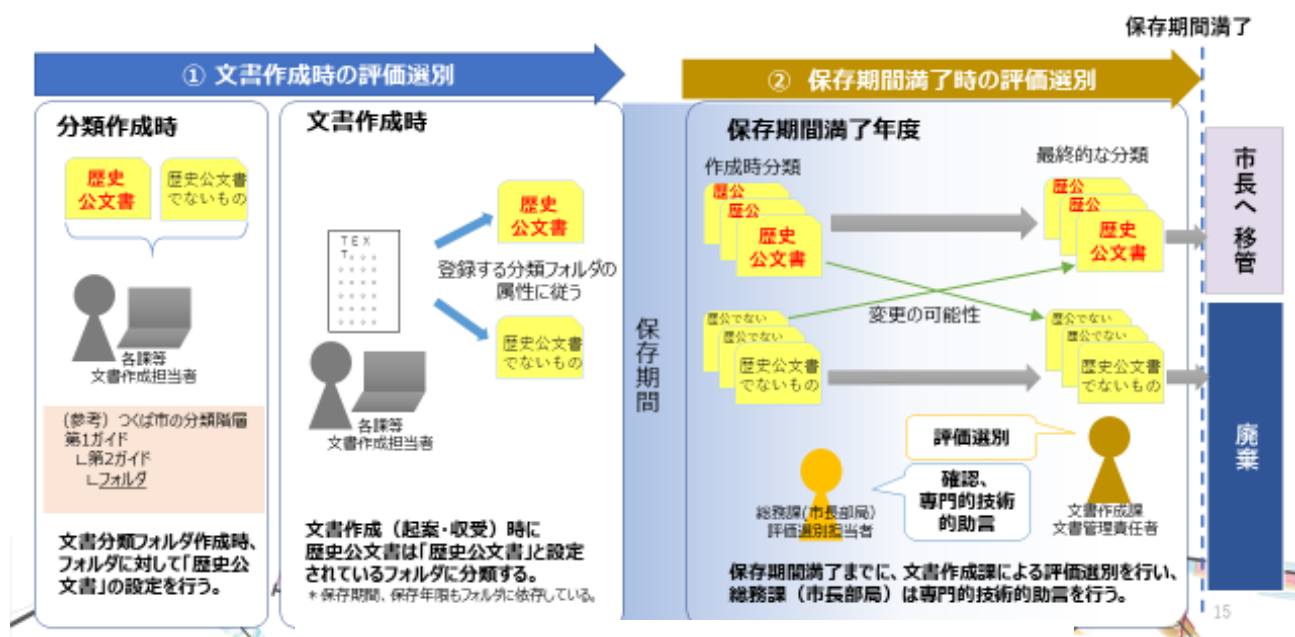 保存期間満了
① 文書作成時の評価選別
② 保存期間満了時の評価選別
分類作成時
歴史
公文書
歴史公文書
でないもの
各課等
文書作成担当者
(参考) つくば市の分類階層
第1ガイド
∟第2ガイド
∟フォルダ
文書分類フォルダ作成時、
フォルダに対して「歴史公
文書」の設定を行う。
文書作成時
TEX
T
歴史
公文書
登録する分類フォルダの
属性に従う
歴史公文書
でないもの
各課等
文書作成担当者
文書作成（起案・収受）時に
歴史公文書は「歴史公文書」と設定
されているフォルダに分類する。
＊保存期間、保存年限もフォルダに依存している。
保存期間
保存期間満了年度
作成時分類
歴公
歴公
歴史
公文書
最終的な分類
歴公
歴公
歴史
公文書
変更の可能性
歴公でない
歴公でない
歴史公文書
でないもの
歴公でない
歴公でない
歴史公文書
でないもの
評価選別
確認、
専門的技術
的助言
総務課(市長部局)
評価選別担当者
文書作成課
文書管理責任者
保存期間満了までに、文書作成課による評価選別を行い、
総務課（市長部局）は専門的技術的助言を行う。
市長へ 移管
廃棄
15